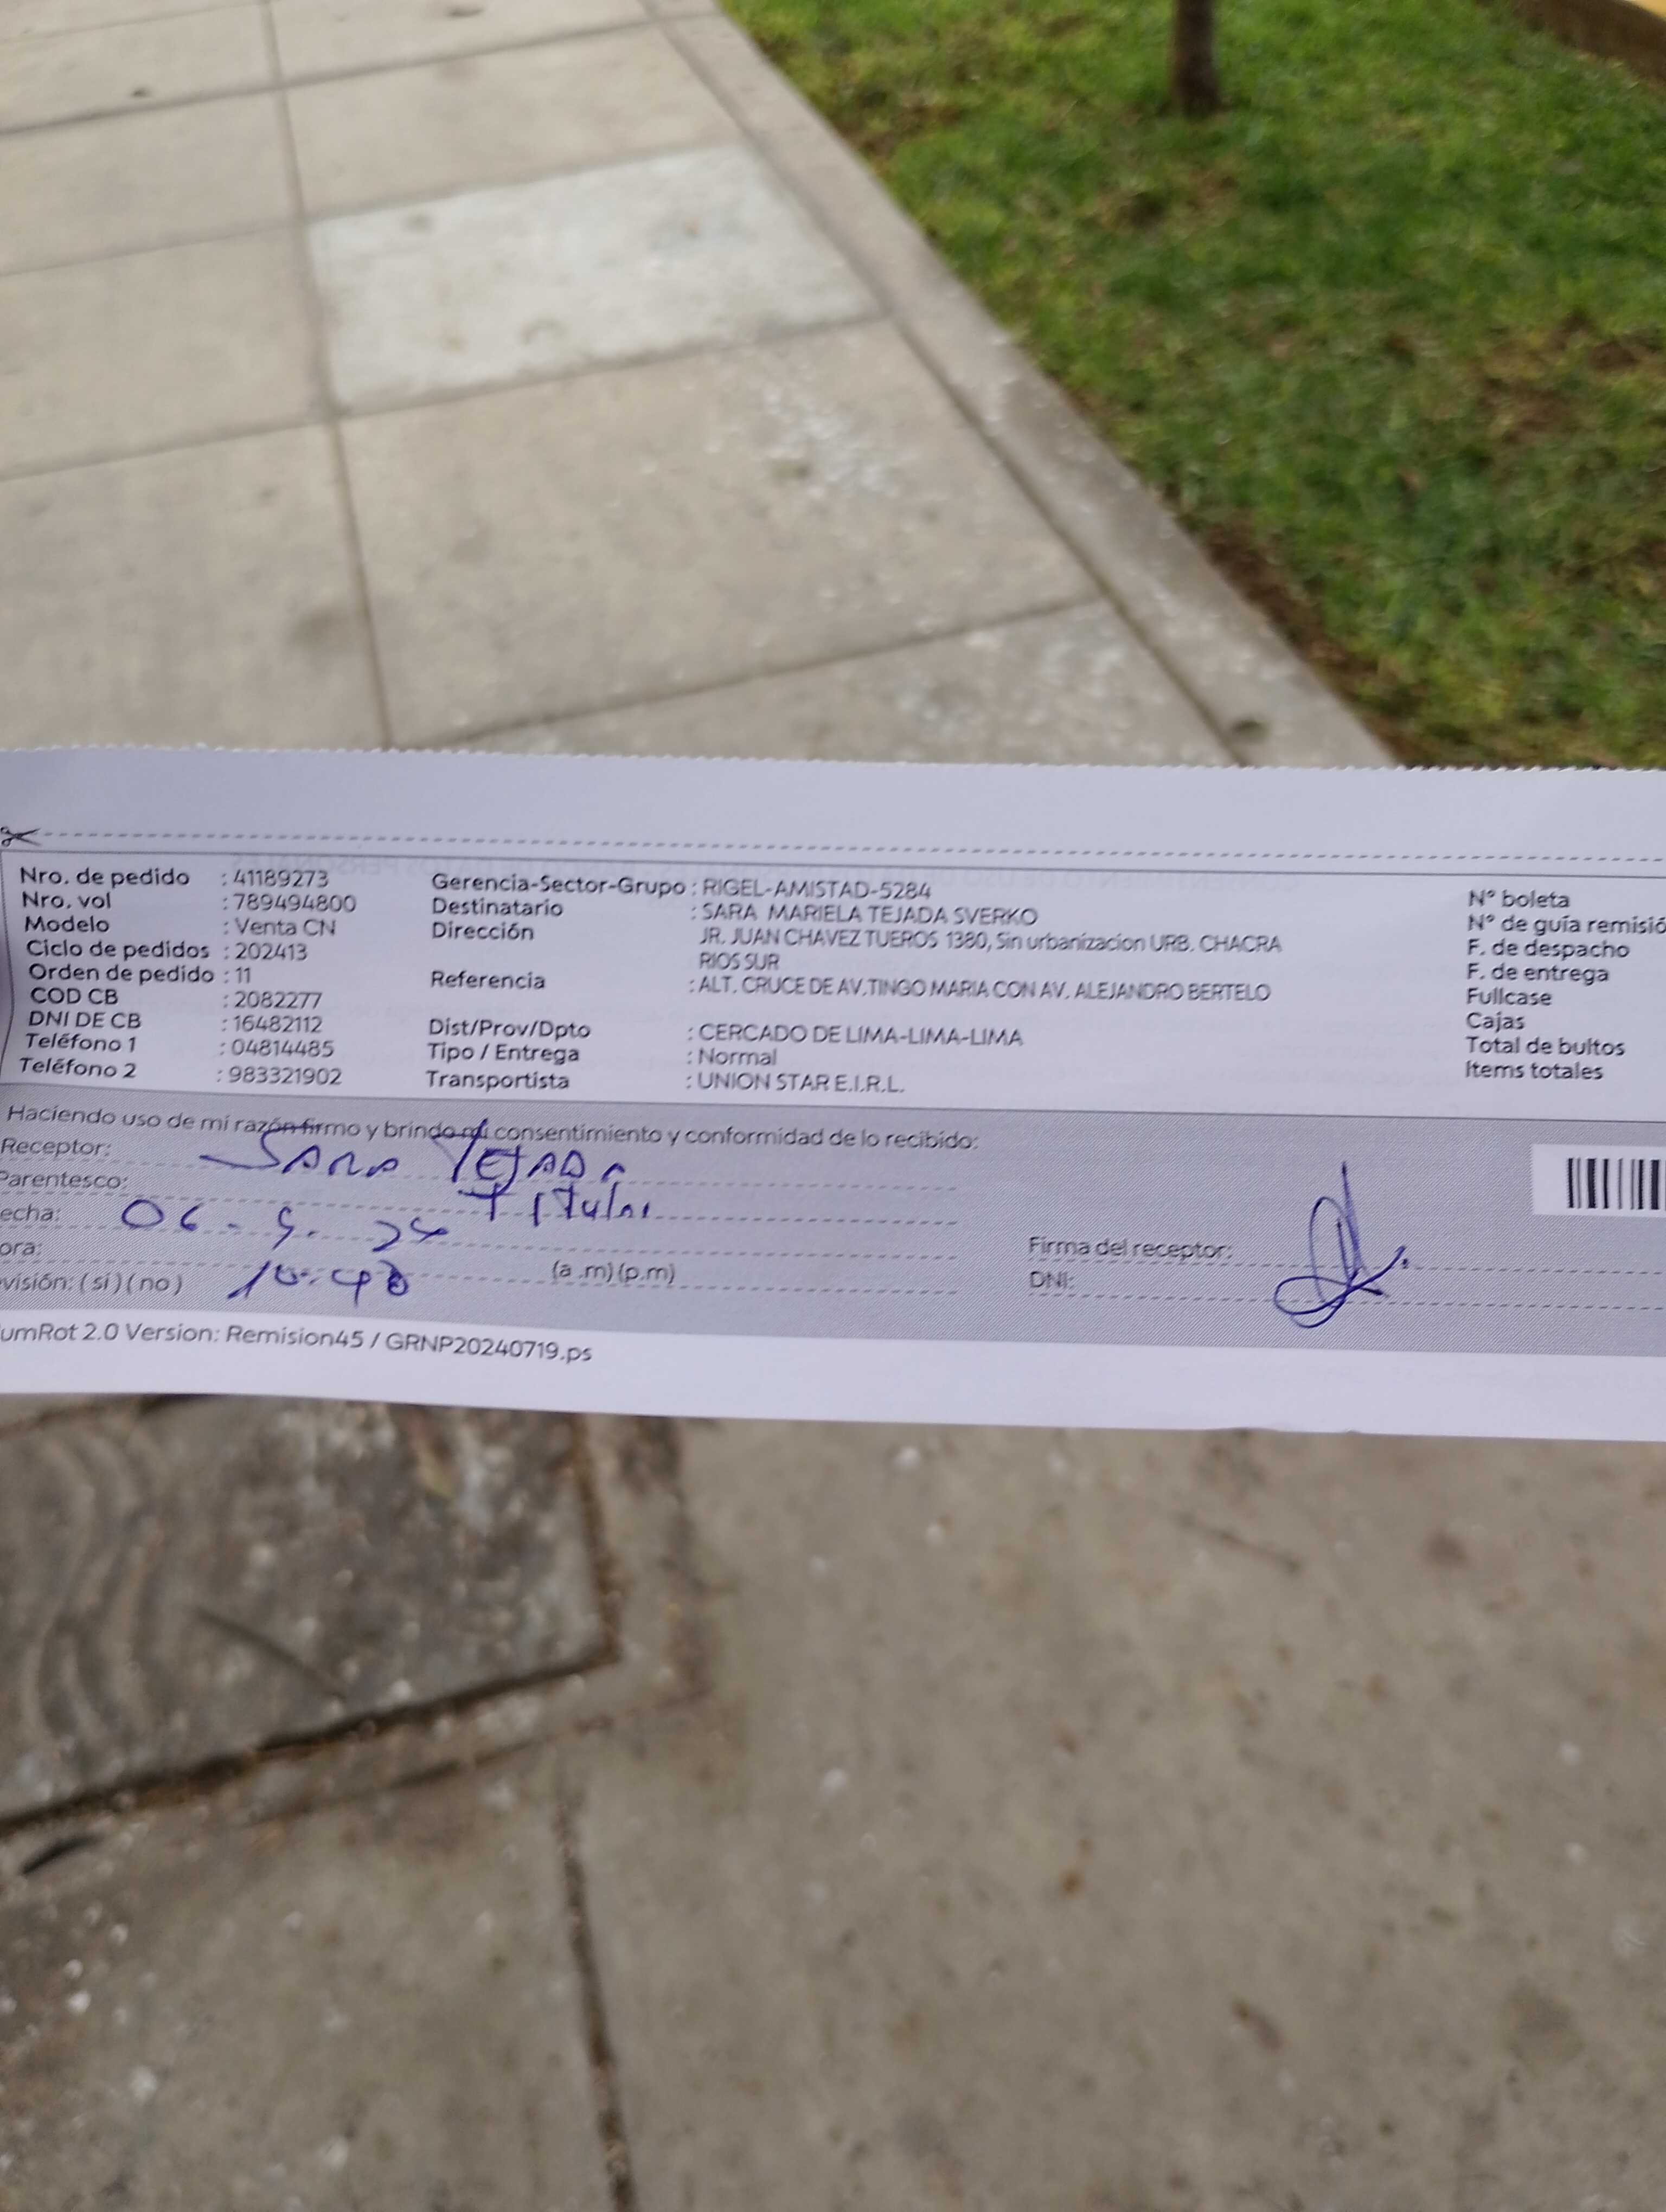 Nro. de pedido : 41189273
Nro. vol : 789494800
Modelo : Venta CN
Ciclo de pedidos : 202413
Orden de pedido : 11
COD CB : 2082277
DNI DE CB : 16482112
Teléfono 1 : 04814485
Teléfono 2 : 983321902
Gerencia-Sector-Grupo : RIGEL-AMISTAD-5284
Destinatario : SARA MARIELA TEJADA SVERKO
Dirección JR. JUAN CHAVEZ TUEROS 1380, Sin urbanizacion URB. CHACRA
RIOS SUR
Referencia : ALT. CRUCE DE AV.TINGO MARIA CON AV. ALEJANDRO BERTELO
Dist/Prov/Dpto : CERCADO DE LIMA-LIMA-LIMA
Tipo / Entrega : Normal
Transportista : UNION STAR E.I.R.L.
N° boleta
N° de guía remisió
F. de despacho
F. de entrega
Fullcase
Cajas
Total de bultos
Ítems totales
Haciendo uso de mi razón firmo y brindo mi consentimiento y conformidad de lo recibido:
Receptor: SARA TEJADA
Parentesco: Titular
echa: 06 - 9. 24
ora: 10:40 (a .m) (p.m)
visión: ( si ) ( no )
Firma del receptor:
DNI:
umRot 2.0 Version: Remision45 / GRNP20240719.ps